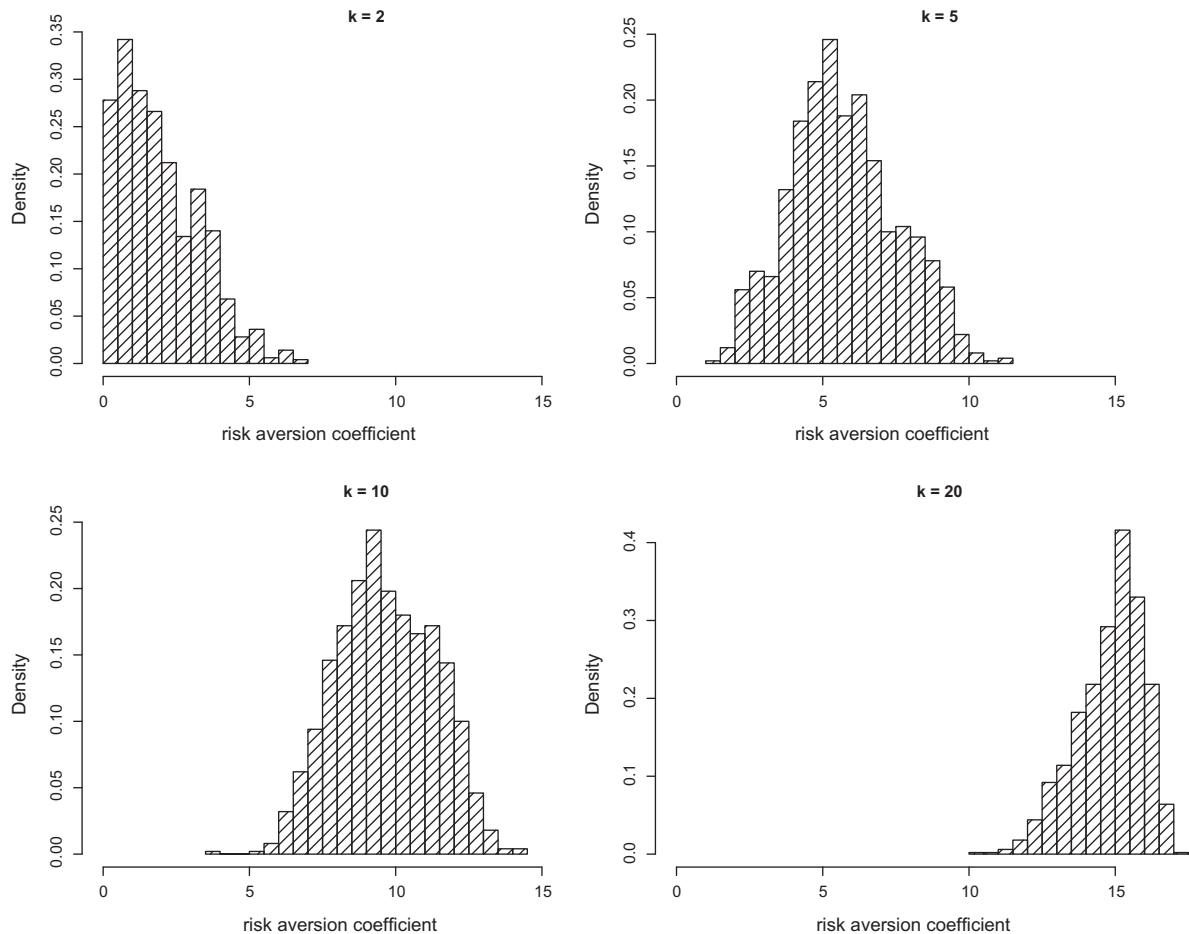 k = 2
Density
0.00 0.05 0.10 0.15 0.20 0.25 0.30 0.35
0 5 10 15
risk aversion coefficient
k = 5
Density
0.00 0.05 0.10 0.15 0.20 0.25
0 5 10 15
risk aversion coefficient
k = 10
Density
0.00 0.05 0.10 0.15 0.20 0.25
0 5 10 15
risk aversion coefficient
k = 20
Density
0.0 0.1 0.2 0.3 0.4
0 5 10 15
risk aversion coefficient